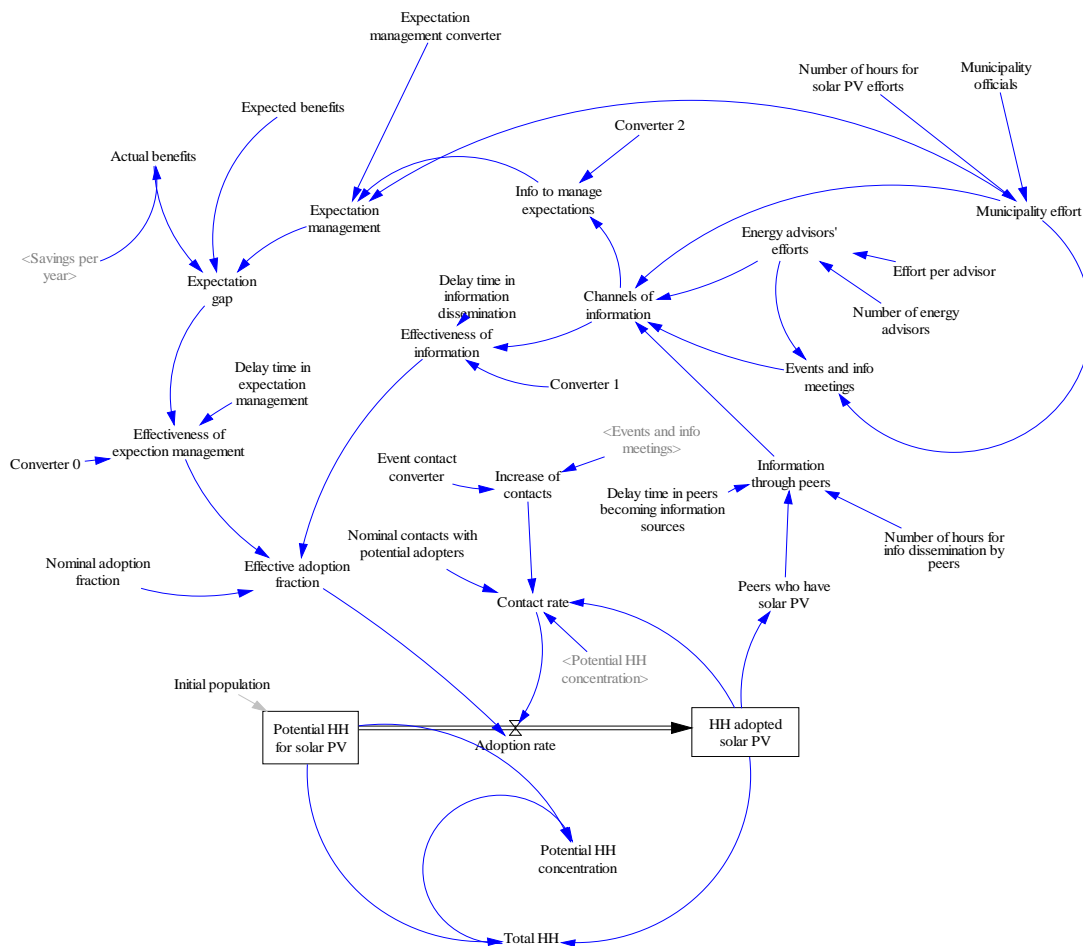 Expectation
management converter
Number of hours for
solar PV efforts
Municipality
officials
Expected benefits
Converter 2
Actual benefits
Info to manage
expectations
Expectation
management
Municipality effort
<Savings per
year>
Energy advisors'
efforts
Effort per advisor
Expectation
gap
Delay time in
information
dissemination
Channels of
information
Number of energy
advisors
Effectiveness of
information
Delay time in
expectation
management
Converter 1
Events and info
meetings
Effectiveness of
expection management
Converter 0
<Events and info
meetings>
Event contact
converter
Increase of
contacts
Information
through peers
Delay time in peers
becoming information
sources
Number of hours for
info dissemination by
peers
Nominal contacts with
potential adopters
Nominal adoption
fraction
Effective adoption
fraction
Peers who have
solar PV
Contact rate
<Potential HH
concentration>
Initial population
Potential HH
for solar PV
Adoption rate
HH adopted
solar PV
Potential HH
concentration
Total HH